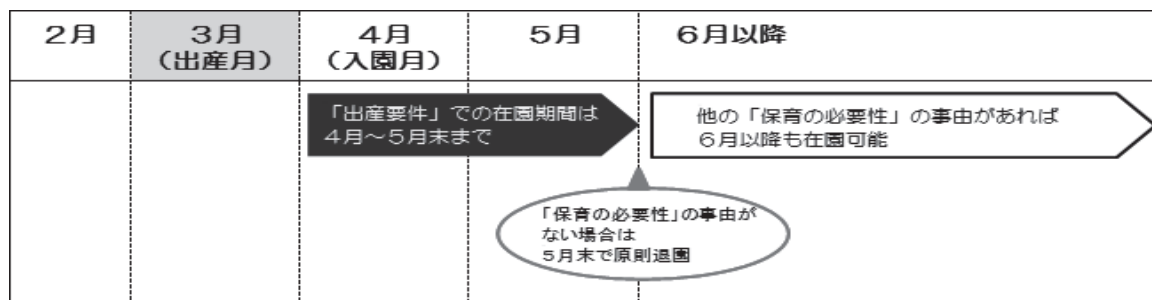 2月
3月
（出産月）
4月
（入園月）
5月
6月以降
「出産要件」での在園期間は
4月～5月末まで
他の「保育の必要性」の事由があれば
6月以降も在園可能
「保育の必要性」の事由が
ない場合は
5月末で原則退園